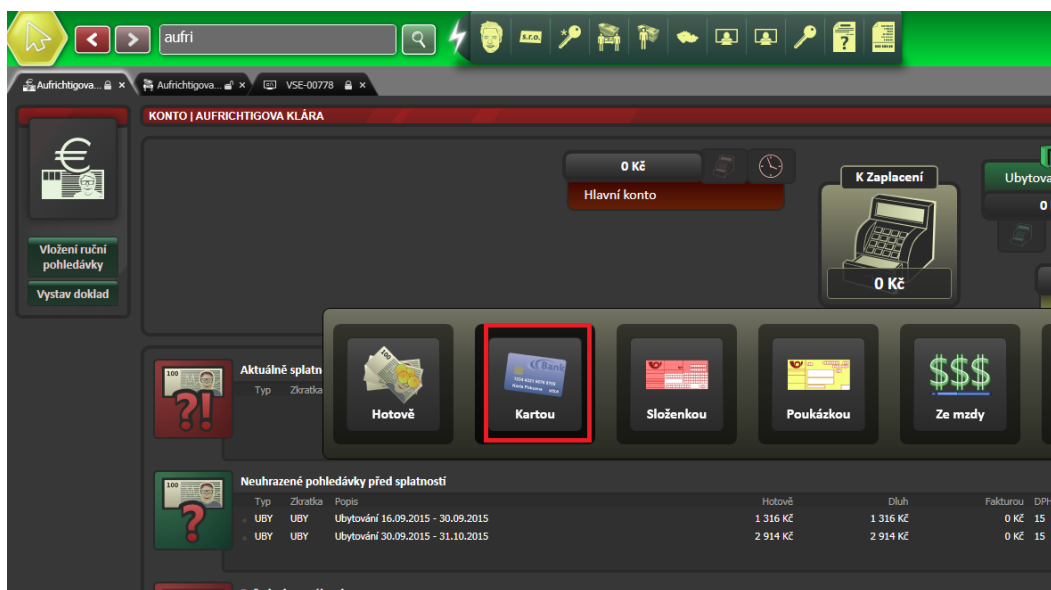 aufri
s.r.o.
Aufrichtigova...
Aufrichtigova...
VSE-00778
KONTO | AUFRICHTIGOVA KLÁRA
0 Kč
Hlavní konto
K Zaplacení
0 Kč
Ubytova
0
Vložení ruční
pohledávky
Vystav doklad
Hotově
Kartou
Složenkou
Poukázkou
Ze mzdy
100
Bank
$$$
Aktuálně splatn
Typ Zkratka
100
?!
Neuhrazené pohledávky před splatností
Typ Zkratka Popis Hotově Dluh Fakturou DPH
UBY UBY Ubytování 16.09.2015 - 30.09.2015 1 316 Kč 1 316 Kč 0 Kč 15
UBY UBY Ubytování 30.09.2015 - 31.10.2015 2 914 Kč 2 914 Kč 0 Kč 15
100
?